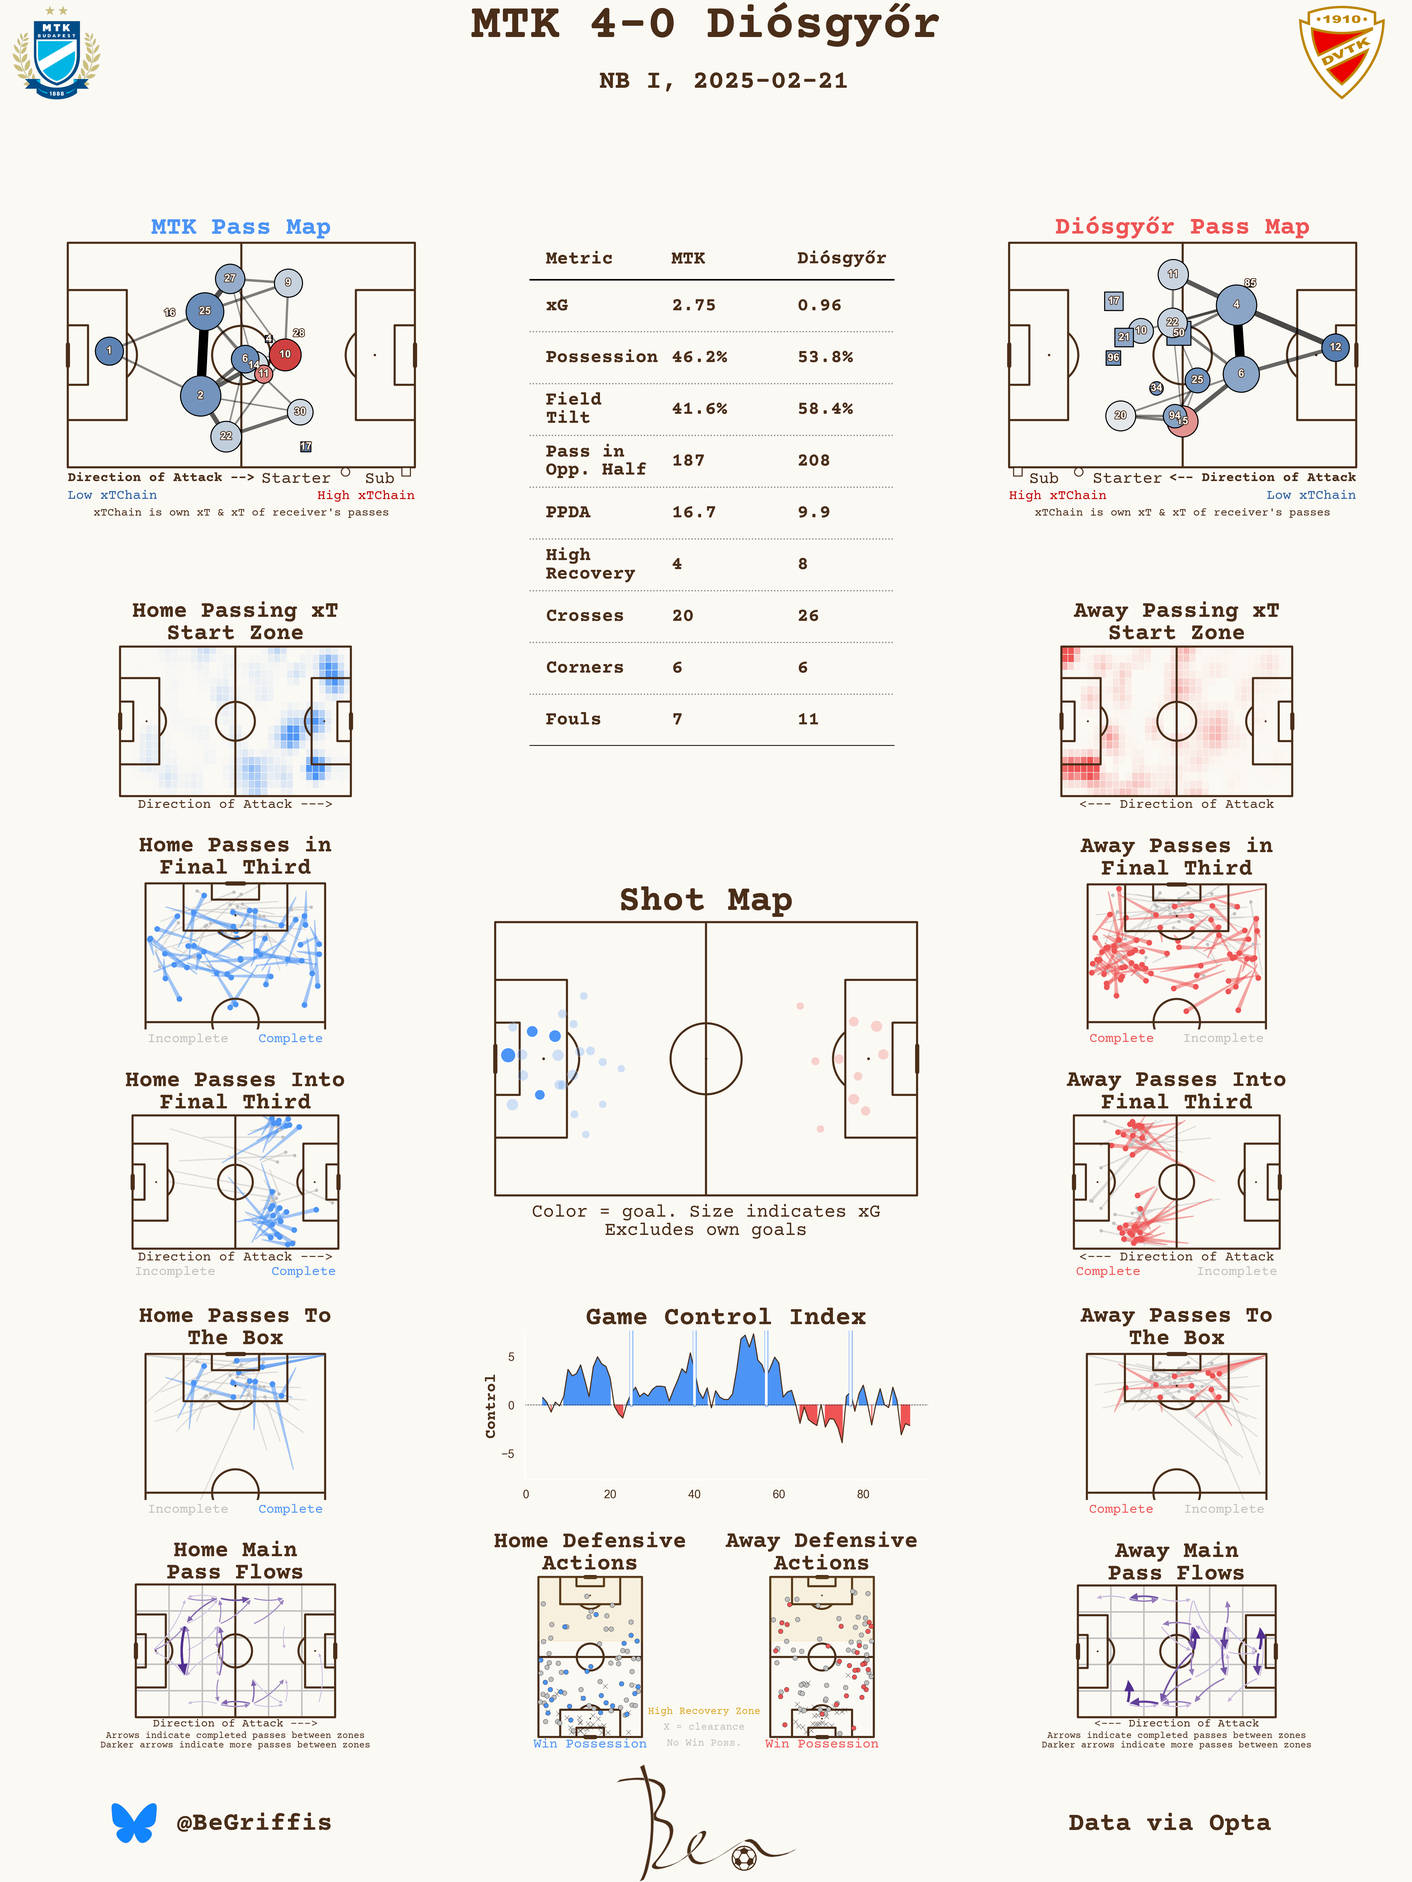 MTK 4-0 Diósgyőr
NB I, 2025-02-21
MTK
BUDAPEST
1888
1910
DVTK
MTK Pass Map
27
9
25
16
28
4
1
6
14
10
11
2
30
22
17
Direction of Attack --> Starter Sub
Low xTChain High xTChain
xTChain is own xT & xT of receiver's passes
Metric MTK Diósgyőr
xG 2.75 0.96
Possession 46.2% 53.8%
Field
Tilt 41.6% 58.4%
Pass in
Opp. Half 187 208
PPDA 16.7 9.9
High
Recovery 4 8
Crosses 20 26
Corners 6 6
Fouls 7 11
Diósgyőr Pass Map
11
85
17
4
22
10
50
21
12
96
6
25
34
20
94
15
Sub Starter <-- Direction of Attack
High xTChain Low xTChain
xTChain is own xT & xT of receiver's passes
Home Passing xT
Start Zone
Direction of Attack --->
Away Passing xT
Start Zone
<--- Direction of Attack
Home Passes in
Final Third
Incomplete Complete
Away Passes in
Final Third
Complete Incomplete
Shot Map
Color = goal. Size indicates xG
Excludes own goals
Home Passes Into
Final Third
Direction of Attack --->
Incomplete Complete
Away Passes Into
Final Third
<--- Direction of Attack
Complete Incomplete
Home Passes To
The Box
Incomplete Complete
Game Control Index
Control
5
0
−5
0 20 40 60 80
Away Passes To
The Box
Complete Incomplete
Home Main
Pass Flows
Direction of Attack --->
Arrows indicate completed passes between zones
Darker arrows indicate more passes between zones
Home Defensive
Actions
Win Possession
Away Defensive
Actions
Win Possession
High Recovery Zone
X = clearance
No Win Poss.
Away Main
Pass Flows
<--- Direction of Attack
Arrows indicate completed passes between zones
Darker arrows indicate more passes between zones
@BeGriffis
Ben
Data via Opta